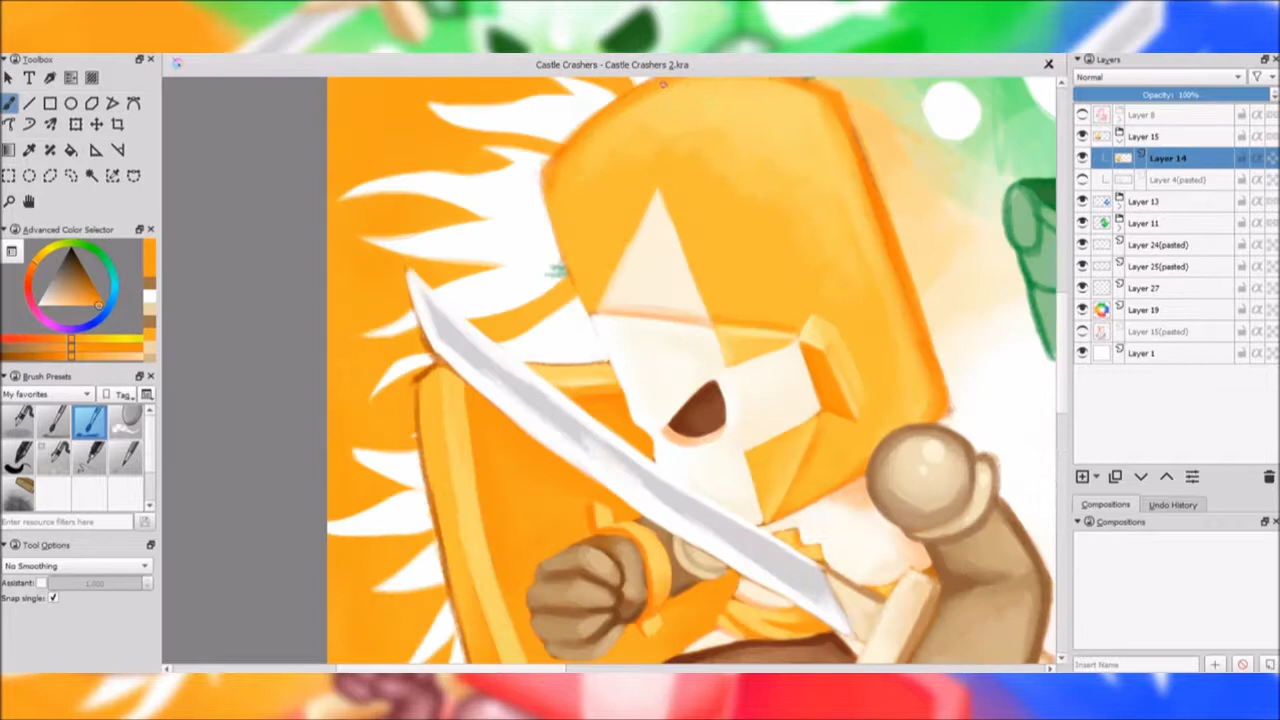 Toolbox
Castle Crashers - Castle Crashers 2.kra
Layers
Normal
Opacity: 100%
Layer 8
Layer 15
Layer 14
Layer 4(pasted)
Layer 13
Layer 11
Layer 24(pasted)
Layer 25(pasted)
Layer 27
Layer 19
Layer 15(pasted)
Layer 1
Advanced Color Selector
Brush Presets
My favorites
Tag
Enter resource filters here
Tool Options
No Smoothing
Assistant:
1.000
Snap single:
Compositions
Undo History
Compositions
Insert Name